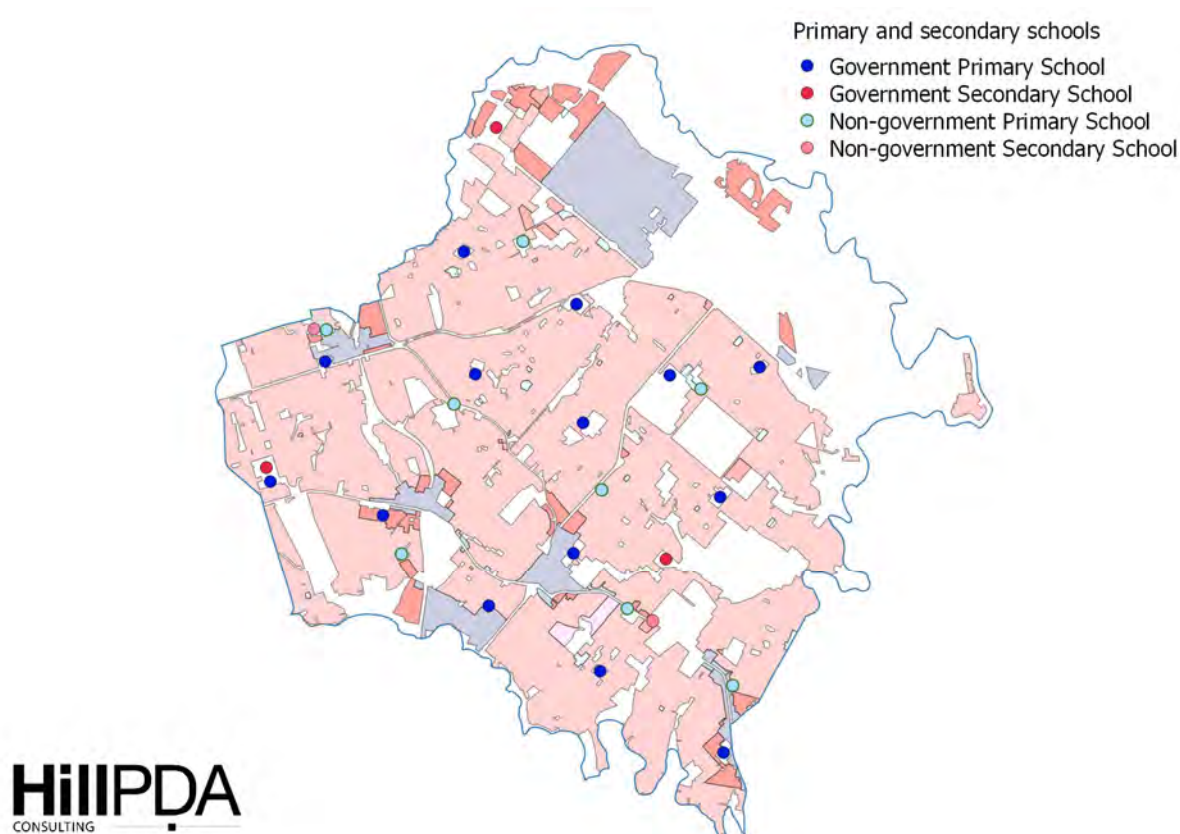 Primary and secondary schools
Government Primary School
Government Secondary School
Non-government Primary School
Non-government Secondary School
HillPDA
CONSULTING